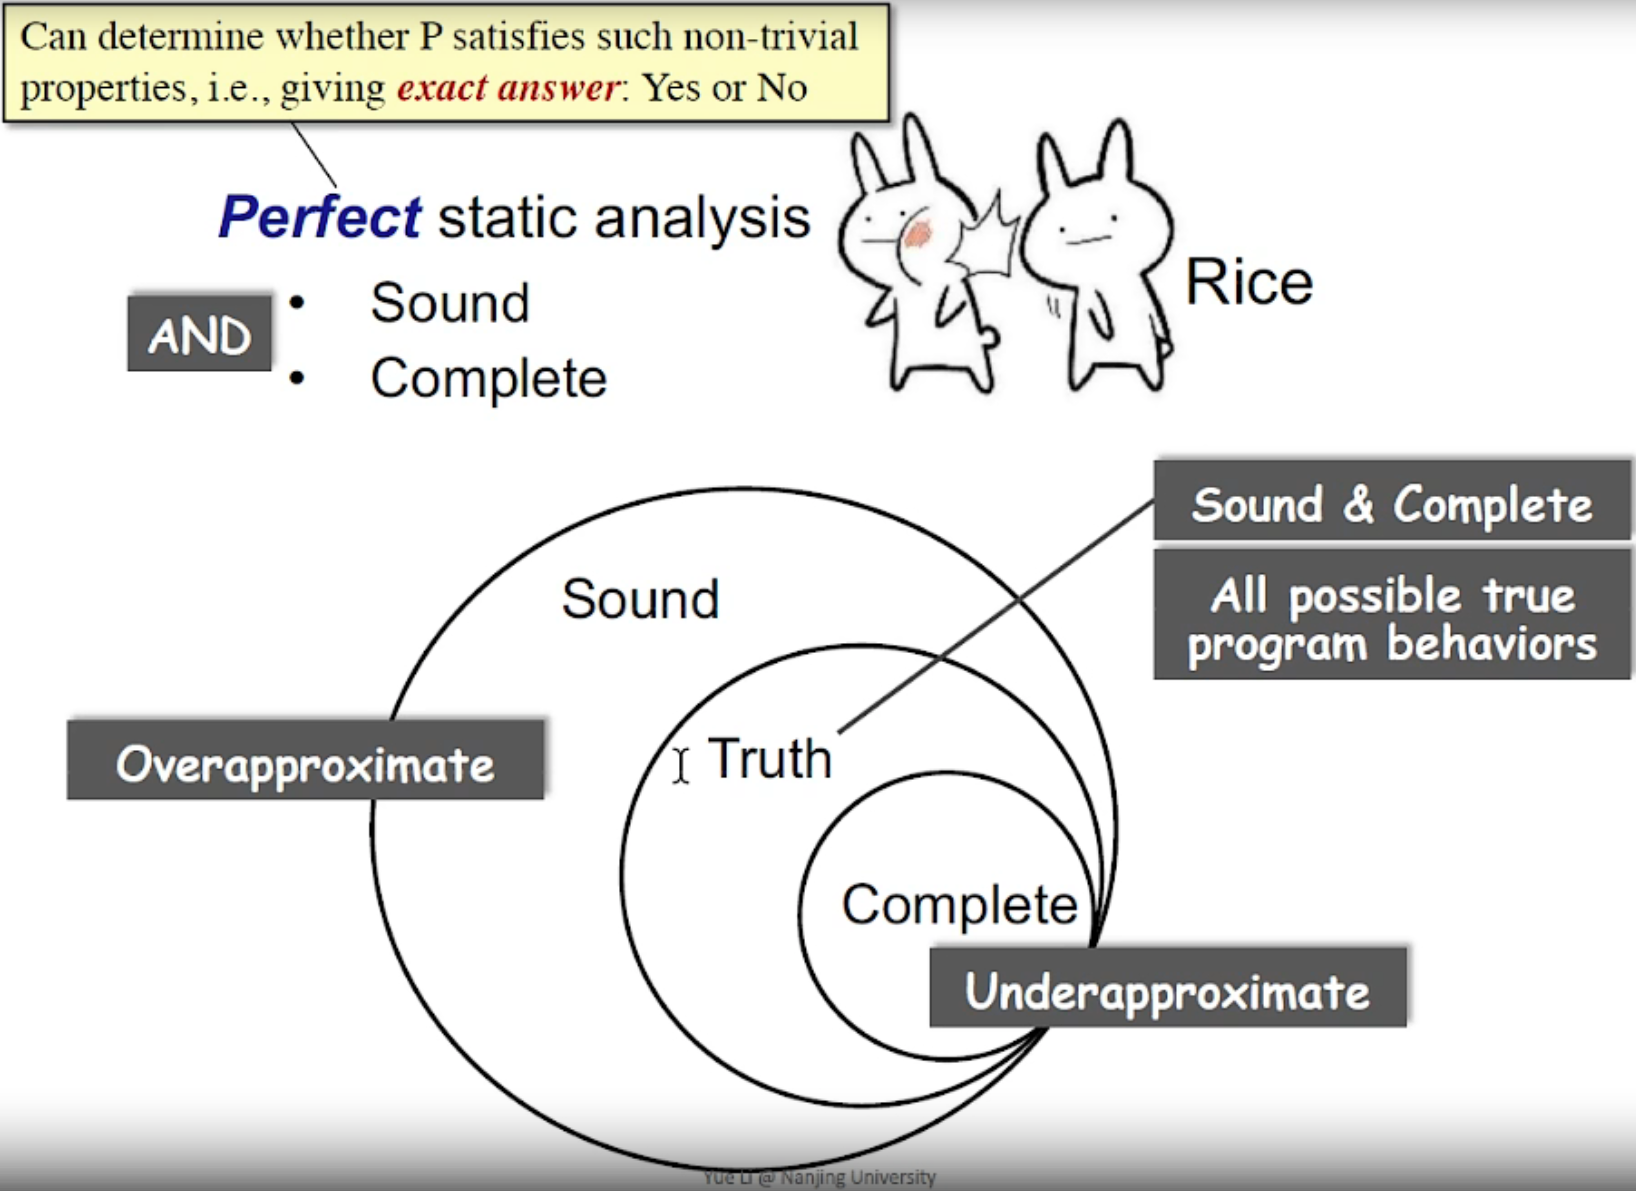 Can determine whether P satisfies such non-trivial
properties, i.e., giving exact answer: Yes or No
Perfect static analysis
AND
• Sound
• Complete
Rice
Sound & Complete
All possible true
program behaviors
Sound
Overapproximate
Truth
Complete
Underapproximate
Yue Li @ Nanjing University